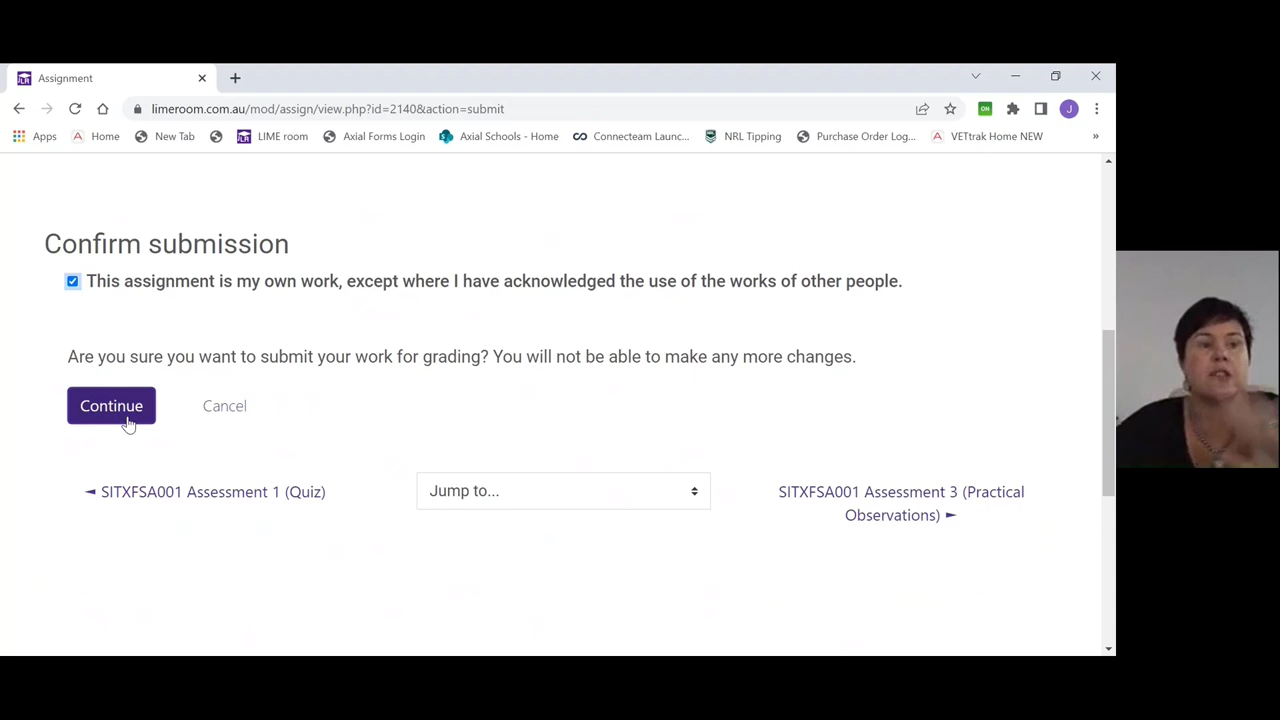 Assignment
limeroom.com.au/mod/assign/view.php?id=2140&action=submit
ON
J
Apps Home New Tab LIME room Axial Forms Login Axial Schools - Home Connecteam Launc... NRL Tipping Purchase Order Log... VETtrak Home NEW »
Confirm submission
This assignment is my own work, except where I have acknowledged the use of the works of other people.
Are you sure you want to submit your work for grading? You will not be able to make any more changes.
Continue Cancel
◄ SITXFSA001 Assessment 1 (Quiz)
Jump to...
SITXFSA001 Assessment 3 (Practical
Observations) ►